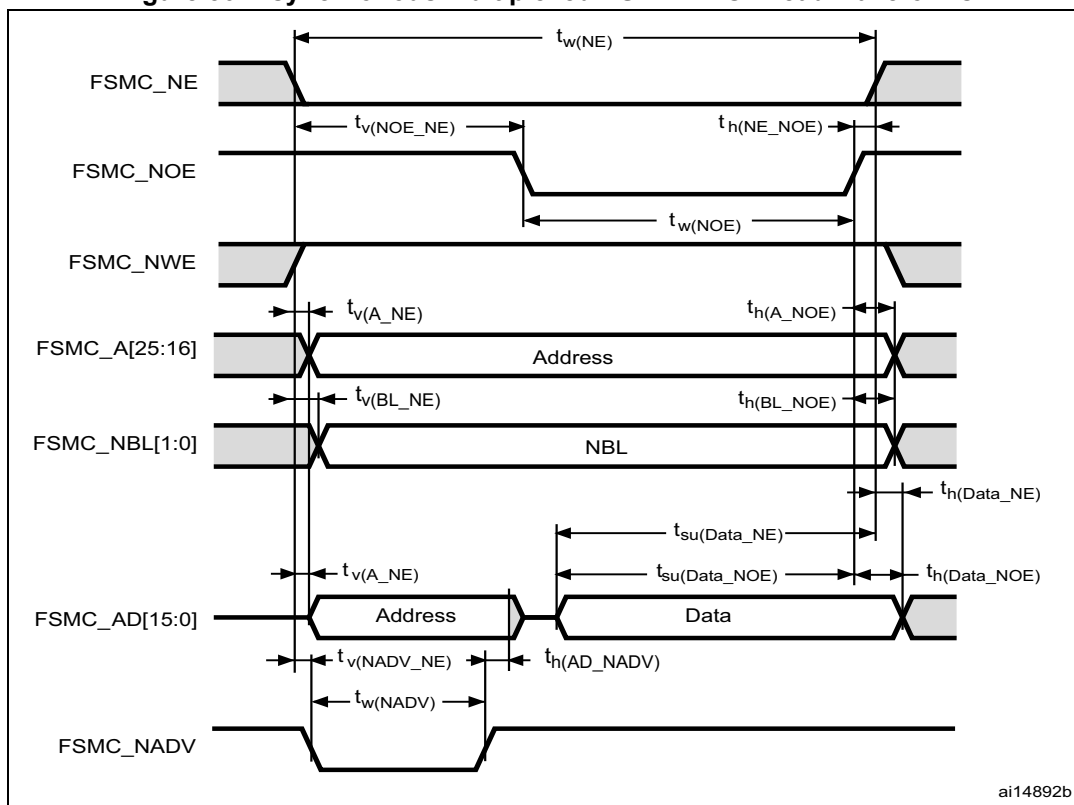 t_w(NE)
FSMC_NE
t_v(NOE_NE)
t_h(NE_NOE)
FSMC_NOE
t_w(NOE)
FSMC_NWE
t_v(A_NE)
t_h(A_NOE)
FSMC_A[25:16]
Address
t_v(BL_NE)
t_h(BL_NOE)
FSMC_NBL[1:0]
NBL
t_h(Data_NE)
t_su(Data_NE)
t_v(A_NE)
t_su(Data_NOE)
t_h(Data_NOE)
FSMC_AD[15:0]
Address
Data
t_v(NADV_NE)
t_h(AD_NADV)
t_w(NADV)
FSMC_NADV
ai14892b